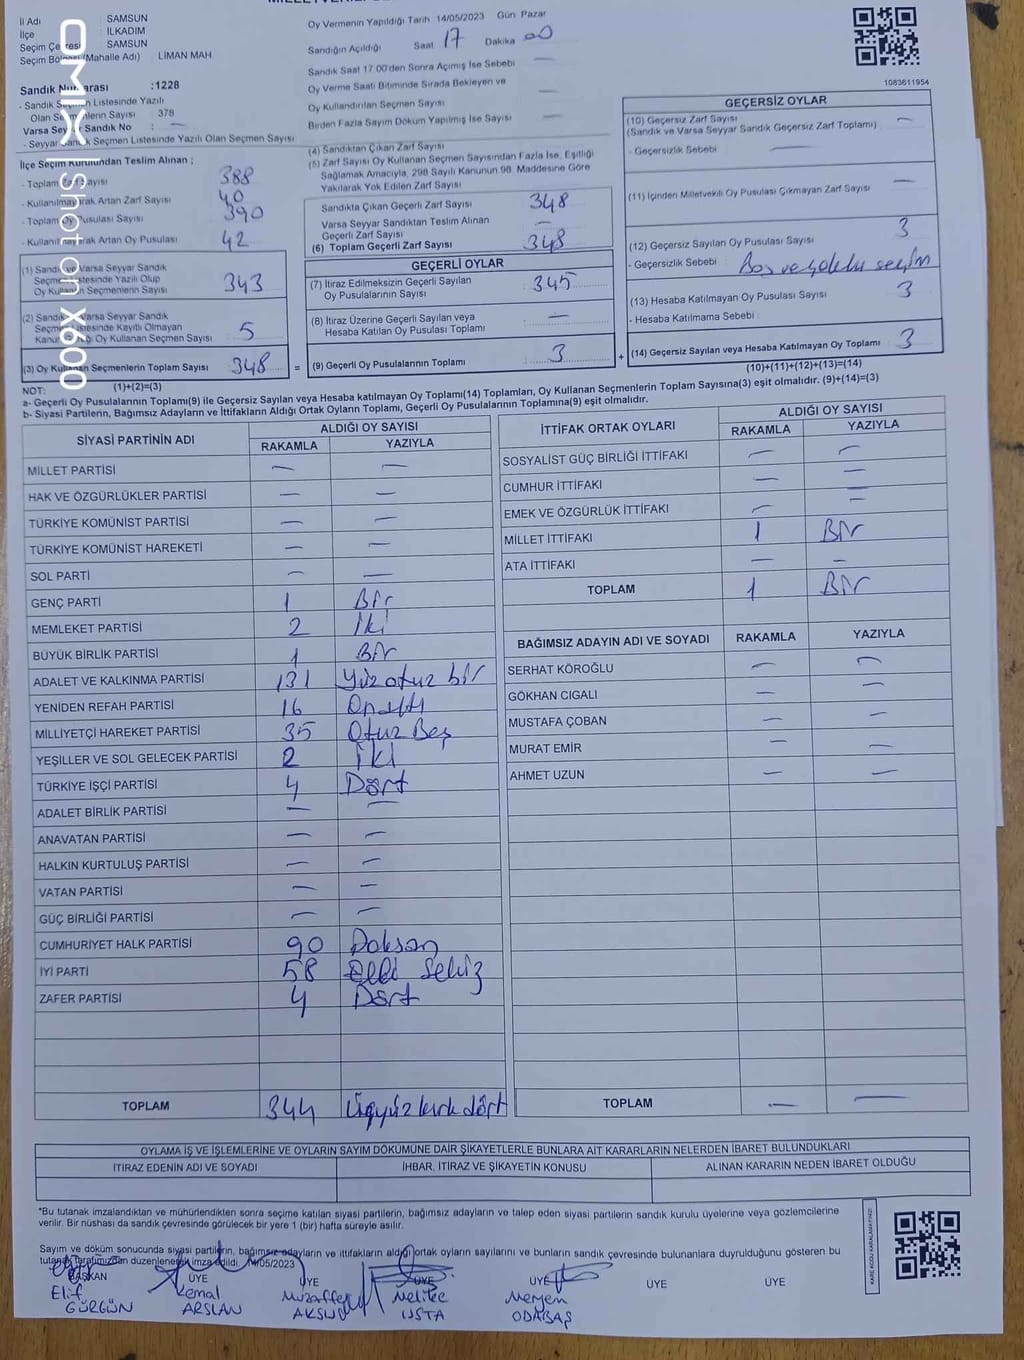 İl Adı : SAMSUN
İlçe : İLKADIM
Seçim Çevresi SAMSUN
Seçim Bölgesi (Mahalle Adı) LİMAN MAH
Sandık Numarası :1228
- Sandık Seçmen Listesinde Yazılı
Olan Seçmenlerin Sayısı 378
Varsa Seyyar Sandık No : —
- Seyyar Sandık Seçmen Listesinde Yazılı Olan Seçmen Sayısı
Oy Vermenin Yapıldığı Tarih 14/05/2023 Gün Pazar
Sandığın Açıldığı Saat 17 Dakika 00
Sandık Saat 17.00'den Sonra Açımış İse Sebebi —
Oy Verme Saati Bitiminde Sırada Bekleyen ve
Oy Kullandırılan Seçmen Sayısı —
Birden Fazla Sayım Döküm Yapılmış İse Sayısı —
1083611954
İlçe Seçim Kurulundan Teslim Alınan ;
- Toplam Zarf Sayısı 388
- Kullanılmayarak Artan Zarf Sayısı 40
- Toplam Oy Pusulası Sayısı 390
- Kullanılmayarak Artan Oy Pusulası 42
(1) Sandık ve Varsa Seyyar Sandık
Seçmen Listesinde Yazılı Olup
Oy Kullanan Seçmenlerin Sayısı 343
(2) Sandık ve Varsa Seyyar Sandık
Seçmen Listesinde Kayıtlı Olmayan
Kanun Gereği Oy Kullanan Seçmen Sayısı 5
(3) Oy Kullanan Seçmenlerin Toplam Sayısı 348 =
(4) Sandıktan Çıkan Zarf Sayısı
(5) Zarf Sayısı Oy Kullanan Seçmen Sayısından Fazla İse, Eşitliği
Sağlamak Amacıyla, 298 Sayılı Kanunun 98. Maddesine Göre
Yakılarak Yok Edilen Zarf Sayısı
Sandıkta Çıkan Geçerli Zarf Sayısı 348
Varsa Seyyar Sandıktan Teslim Alınan
Geçerli Zarf Sayısı —
(6) Toplam Geçerli Zarf Sayısı 348
GEÇERLİ OYLAR
(7) İtiraz Edilmeksizin Geçerli Sayılan
Oy Pusulalarının Sayısı 345
(8) İtiraz Üzerine Geçerli Sayılan veya
Hesaba Katılan Oy Pusulası Toplamı —
(9) Geçerli Oy Pusulalarının Toplamı 3 +
GEÇERSİZ OYLAR
(10) Geçersiz Zarf Sayısı —
(Sandık ve Varsa Seyyar Sandık Geçersiz Zarf Toplamı)
- Geçersizlik Sebebi —
(11) İçinden Milletvekili Oy Pusulası Çıkmayan Zarf Sayısı —
(12) Geçersiz Sayılan Oy Pusulası Sayısı 3
- Geçersizlik Sebebi Boş ve çoklu seçim
(13) Hesaba Katılmayan Oy Pusulası Sayısı 3
- Hesaba Katılmama Sebebi :
(14) Geçersiz Sayılan veya Hesaba Katılmayan Oy Toplamı 3
(10)+(11)+(12)+(13)=(14)
NOT: (1)+(2)=(3)
a- Geçerli Oy Pusulalarının Toplamı(9) ile Geçersiz Sayılan veya Hesaba Katılmayan Oy Toplamı(14) Toplamları, Oy Kullanan Seçmenlerin Toplam Sayısına(3) eşit olmalıdır. (9)+(14)=(3)
b- Siyasi Partilerin, Bağımsız Adayların ve İttifakların Aldığı Ortak Oyların Toplamı, Geçerli Oy Pusulalarının Toplamına(9) eşit olmalıdır.
SİYASİ PARTİNİN ADI ALDIĞI OY SAYISI
RAKAMLA YAZIYLA
MİLLET PARTİSİ — —
HAK VE ÖZGÜRLÜKLER PARTİSİ — —
TÜRKİYE KOMÜNİST PARTİSİ — —
TÜRKİYE KOMÜNİST HAREKETİ — —
SOL PARTİ — —
GENÇ PARTİ 1 Bir
MEMLEKET PARTİSİ 2 İki
BÜYÜK BİRLİK PARTİSİ 1 Bir
ADALET VE KALKINMA PARTİSİ 131 Yüz otuz bir
YENİDEN REFAH PARTİSİ 16 Onaltı
MİLLİYETÇİ HAREKET PARTİSİ 35 Otuz Beş
YEŞİLLER VE SOL GELECEK PARTİSİ 2 İki
TÜRKİYE İŞÇİ PARTİSİ 4 Dört
ADALET BİRLİK PARTİSİ — —
ANAVATAN PARTİSİ — —
HALKIN KURTULUŞ PARTİSİ — —
VATAN PARTİSİ — —
GÜÇ BİRLİĞİ PARTİSİ — —
CUMHURİYET HALK PARTİSİ 90 Doksan
İYİ PARTİ 58 Elli Sekiz
ZAFER PARTİSİ 4 Dört
TOPLAM 344 Üçyüz kırk dört
İTTİFAK ORTAK OYLARI ALDIĞI OY SAYISI
RAKAMLA YAZIYLA
SOSYALİST GÜÇ BİRLİĞİ İTTİFAKI — —
CUMHUR İTTİFAKI — —
EMEK VE ÖZGÜRLÜK İTTİFAKI — —
MİLLET İTTİFAKI 1 Bir
ATA İTTİFAKI — —
TOPLAM 1 Bir
BAĞIMSIZ ADAYIN ADI VE SOYADI RAKAMLA YAZIYLA
SERHAT KÖROĞLU — —
GÖKHAN CIGALI — —
MUSTAFA ÇOBAN — —
MURAT EMİR — —
AHMET UZUN — —
TOPLAM — —
OYLAMA İŞ VE İŞLEMLERİNE VE OYLARIN SAYIM DÖKÜMÜNE DAİR ŞİKAYETLERLE BUNLARA AİT KARARLARIN NELERDEN İBARET BULUNDUKLARI
İTİRAZ EDENİN ADI VE SOYADI İHBAR, İTİRAZ VE ŞİKAYETİN KONUSU ALINAN KARARIN NEDEN İBARET OLDUĞU
*Bu tutanak imzalandıktan ve mühürlendikten sonra seçime katılan siyasi partilerin, bağımsız adayların ve talep eden siyasi partilerin sandık kurulu üyelerine veya gözlemcilerine
verilir. Bir nüshası da sandık çevresinde görülecek bir yere 1 (bir) hafta süreyle asılır.
Sayım ve döküm sonucunda siyasi partilerin, bağımsız adayların ve ittifakların aldığı ortak oyların sayılarını ve bunların sandık çevresinde bulunanlara duyrulduğunu gösteren bu
tutanak tarafımızdan düzenlenerek imza edildi. 14/05/2023
BAŞKAN ÜYE ÜYE ÜYE ÜYE ÜYE ÜYE
Elif Kemal Muzaffer Melike Meryem
GÜRGÜN ARSLAN AKSU USTA ODABAŞ
KARE KODU KARALAMAYINIZ!
OMIX | Shot on X600